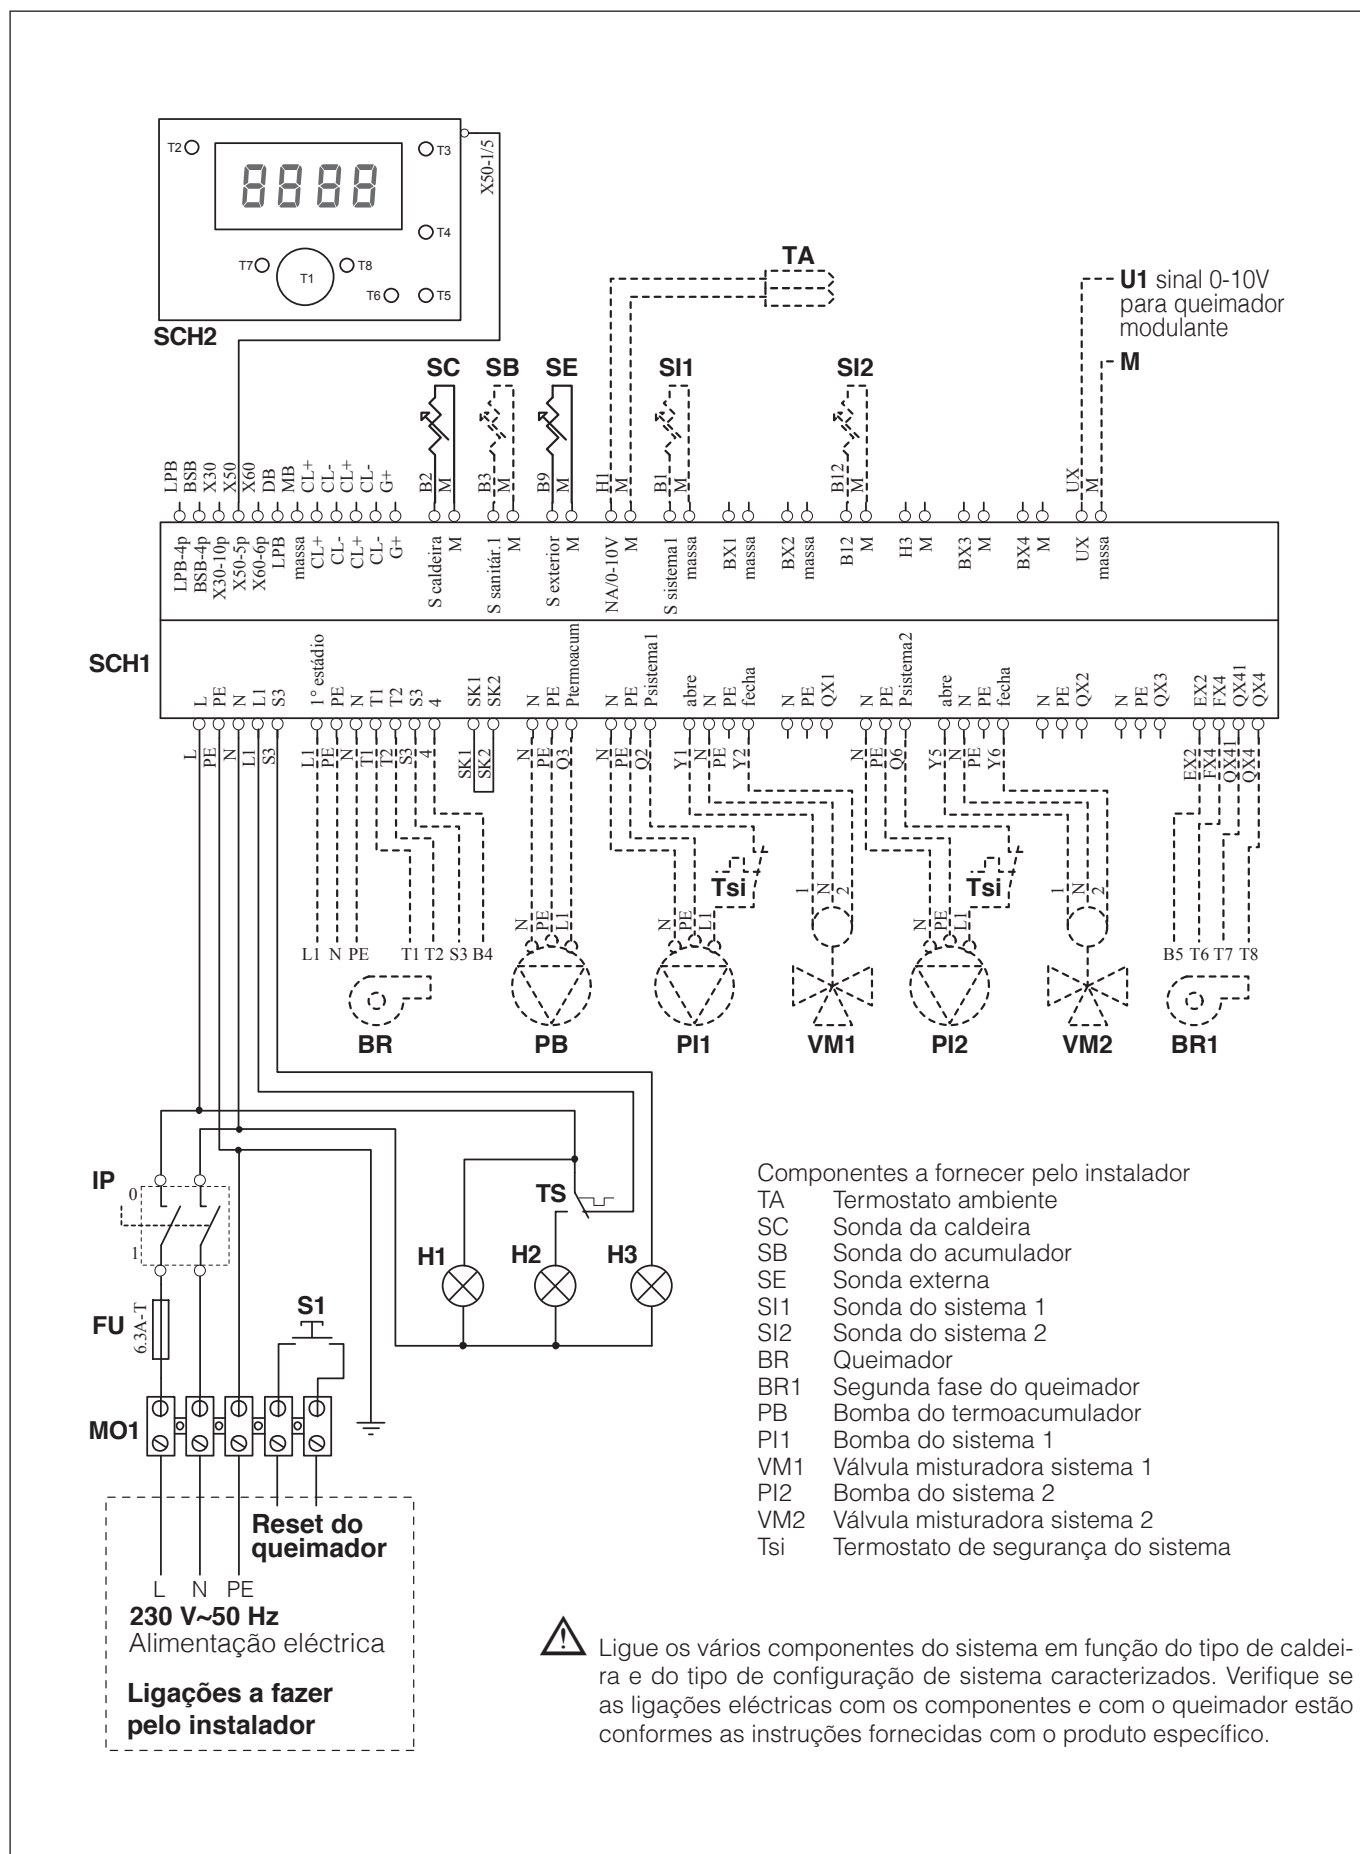 T2
T3
T4
T7
T1
T8
T6
T5
X50-1/5
SCH2
TA
U1 sinal 0-10V
para queimador
modulante
M
SC
SB
SE
SI1
SI2
LPB
BSB
X30
X50
X60
DB
MB
CL+
CL-
CL+
CL-
G+
B2
M
B3
M
B9
M
H1
M
B1
M
B12
M
UX
M
LPB-4p
BSB-4p
X30-10p
X50-5p
X60-6p
LPB
massa
CL+
CL-
CL+
CL-
G+
S caldeira
M
S sanitár.1
M
S exterior
M
NA/0-10V
M
S sistema1
massa
BX1
massa
BX2
massa
B12
M
H3
M
BX3
M
BX4
M
UX
massa
SCH1
L
PE
N
L1
S3
1° estádio
PE
N
T1
T2
S3
4
SK1
SK2
N
PE
Ptermoacum
N
PE
Psistema1
abre
N
PE
fecha
N
PE
QX1
N
PE
Psistema2
abre
N
PE
fecha
N
PE
QX2
N
PE
QX3
EX2
FX4
QX41
QX4
L
PE
N
L1
S3
L1
PE
N
T1
T2
S3
4
SK1
SK2
N
PE
Q3
N
PE
Q2
Y1
N
PE
Y2
N
PE
Q6
Y5
N
PE
Y6
EX2
FX4
QX41
QX4
Tsi
Tsi
1
N
2
1
N
2
N
PE
L1
N
PE
L1
N
PE
L1
L1 N PE
T1 T2 S3 B4
B5 T6 T7 T8
BR
PB
PI1
VM1
PI2
VM2
BR1
IP
0
1
TS
H1
H2
H3
FU
6.3A-T
S1
MO1
Reset do
queimador
L N PE
230 V~50 Hz
Alimentação eléctrica
Ligações a fazer
pelo instalador
Componentes a fornecer pelo instalador
TA Termostato ambiente
SC Sonda da caldeira
SB Sonda do acumulador
SE Sonda externa
SI1 Sonda do sistema 1
SI2 Sonda do sistema 2
BR Queimador
BR1 Segunda fase do queimador
PB Bomba do termoacumulador
PI1 Bomba do sistema 1
VM1 Válvula misturadora sistema 1
PI2 Bomba do sistema 2
VM2 Válvula misturadora sistema 2
Tsi Termostato de segurança do sistema
Ligue os vários componentes do sistema em função do tipo de caldei-
ra e do tipo de configuração de sistema caracterizados. Verifique se
as ligações eléctricas com os componentes e com o queimador estão
conformes as instruções fornecidas com o produto específico.